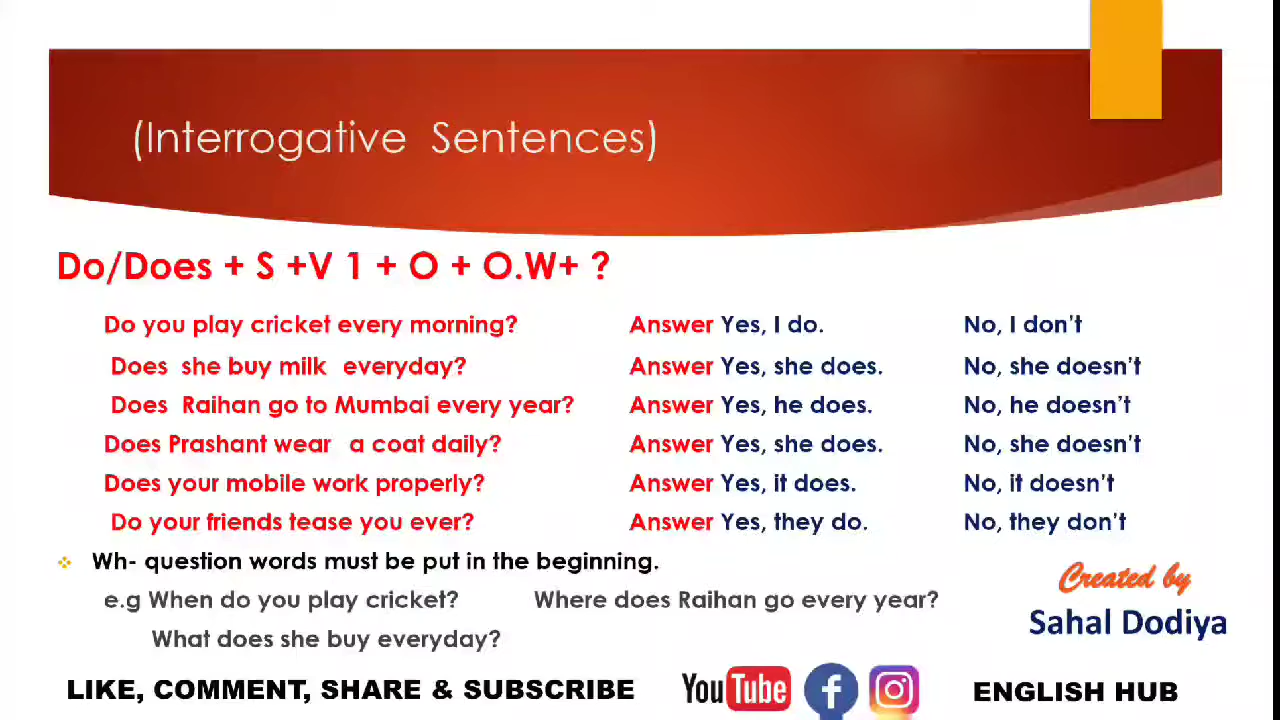 (Interrogative Sentences)
Do/Does + S +V 1 + O + O.W+ ?
Do you play cricket every morning? Answer Yes, I do. No, I don't
Does she buy milk everyday? Answer Yes, she does. No, she doesn't
Does Raihan go to Mumbai every year? Answer Yes, he does. No, he doesn't
Does Prashant wear a coat daily? Answer Yes, she does. No, she doesn't
Does your mobile work properly? Answer Yes, it does. No, it doesn't
Do your friends tease you ever? Answer Yes, they do. No, they don't
Wh- question words must be put in the beginning.
e.g When do you play cricket? Where does Raihan go every year?
What does she buy everyday?
Created by
Sahal Dodiya
LIKE, COMMENT, SHARE & SUBSCRIBE YouTube f ENGLISH HUB